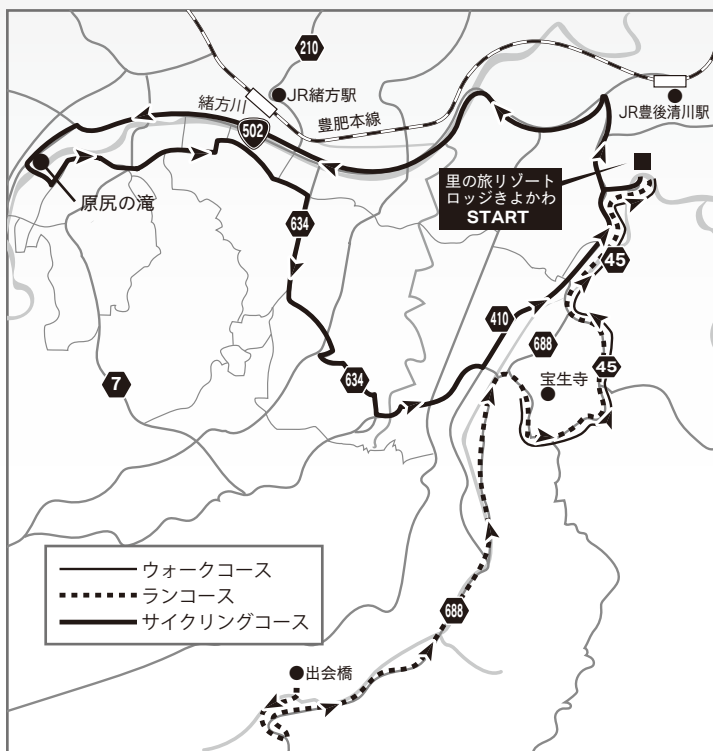 210
JR緒方駅
緒方川
豊肥本線
502
JR豊後清川駅
里の旅リゾート
ロッジきよかわ
START
原尻の滝
634
45
410
688
7
634
45
宝生寺
ウォークコース
ランコース
サイクリングコース
688
出会橋